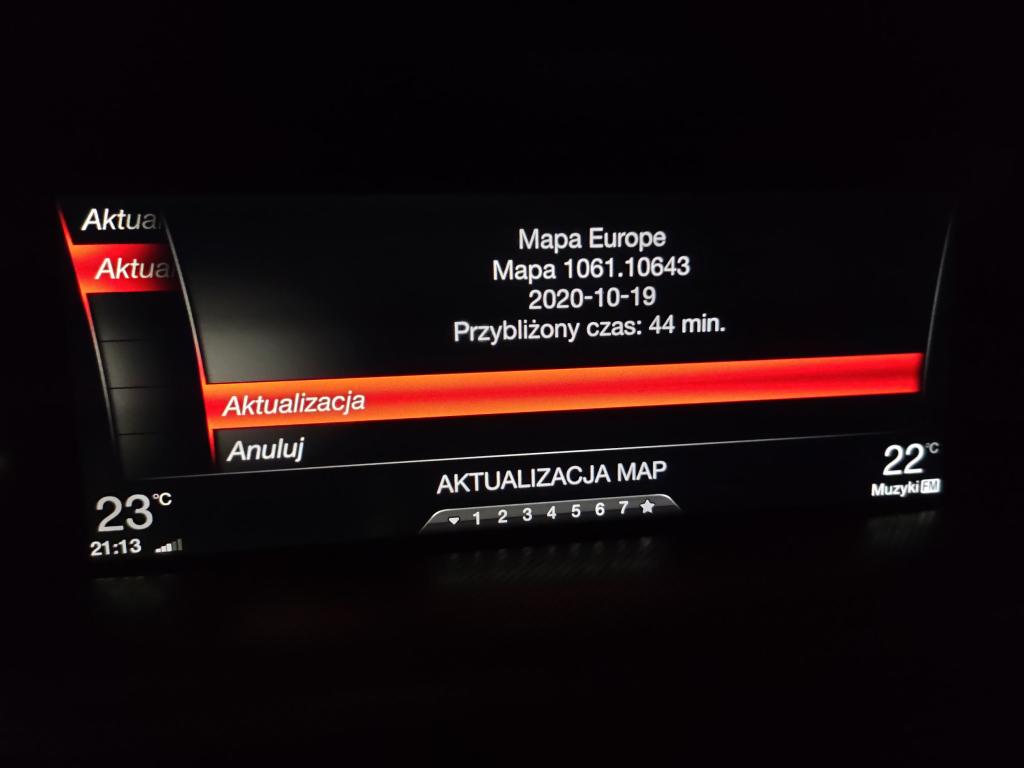 Aktua
Aktua
Mapa Europe
Mapa 1061.10643
2020-10-19
Przybliżony czas: 44 min.
Aktualizacja
Anuluj
AKTUALIZACJA MAP
1 2 3 4 5 6 7
23°C
21:13
22°C
Muzyki FM